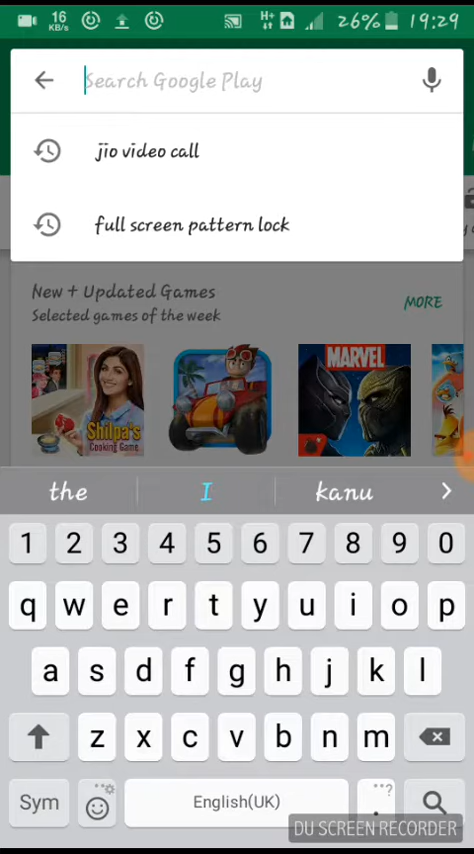 16 KB/s H+ 26% 19:29
Search Google Play
jio video call
full screen pattern lock
New + Updated Games
MORE
Selected games of the week
MARVEL
Shilpa's
Cooking Game
the I kanu
1 2 3 4 5 6 7 8 9 0
q w e r t y u i o p
a s d f g h j k l
z x c v b n m
Sym English(UK) . ?
DU SCREEN RECORDER